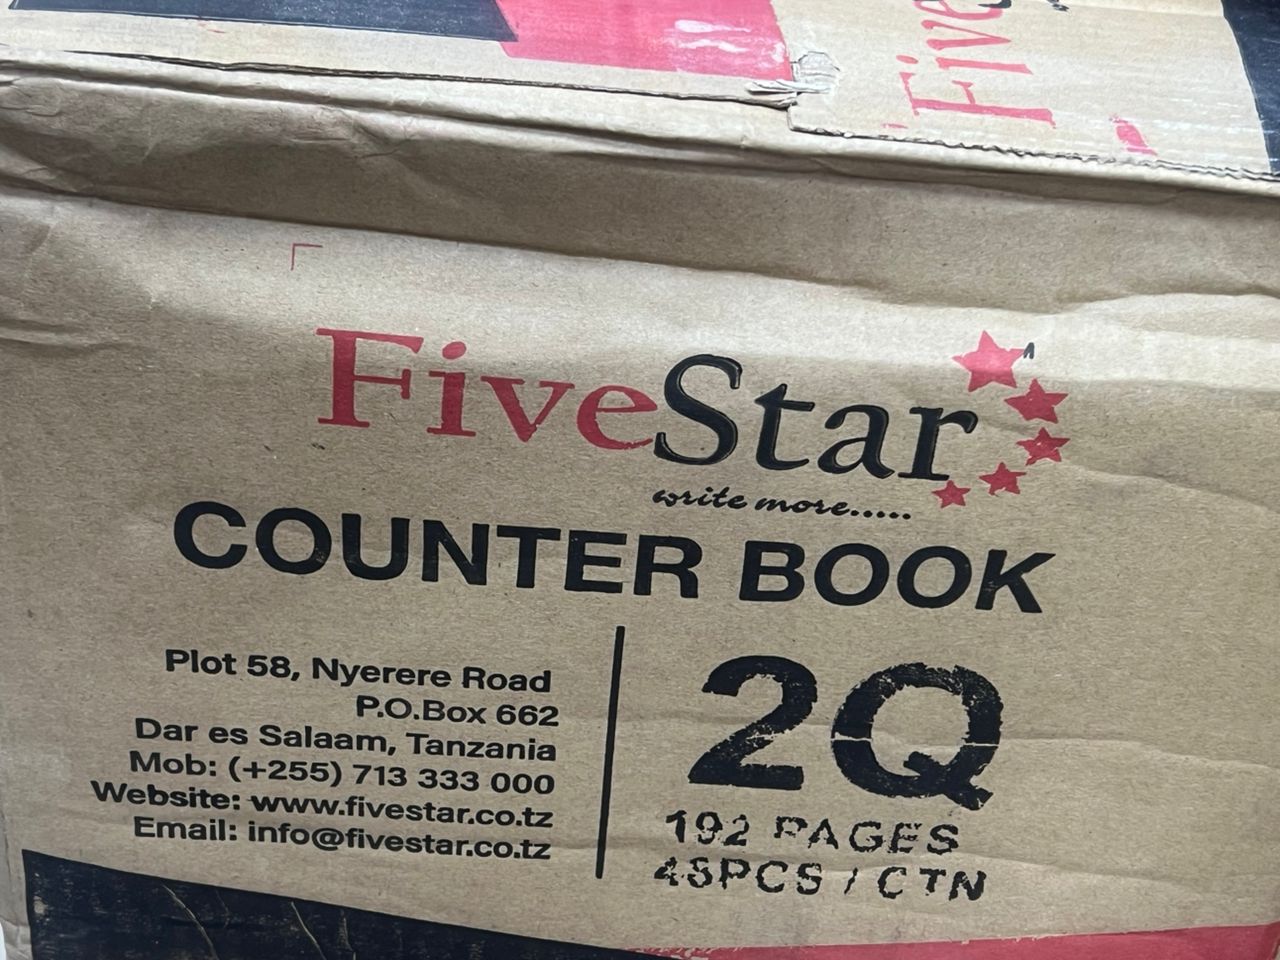 Five
FiveStar
write more.....
COUNTER BOOK
Plot 58, Nyerere Road
P.O.Box 662
Dar es Salaam, Tanzania
Mob: (+255) 713 333 000
Website: www.fivestar.co.tz
Email: info@fivestar.co.tz
2Q
192 PAGES
48PCS / CTN